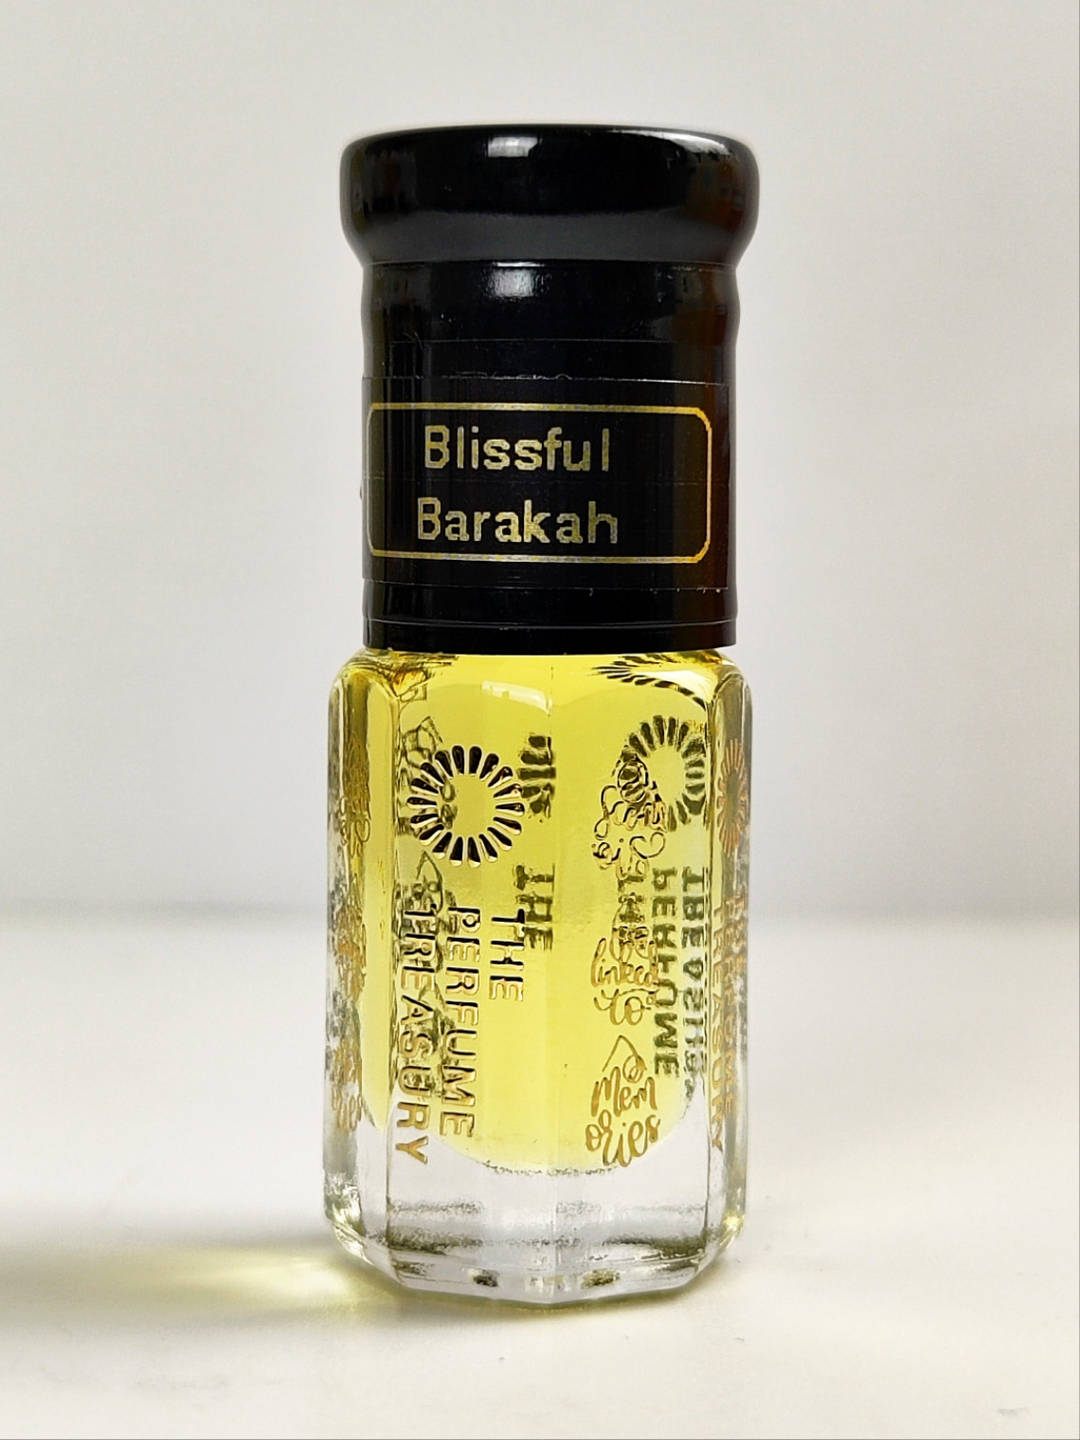 Blissful
Barakah
THE
PERFUME
TREASURY
linked
to
Mem
ories